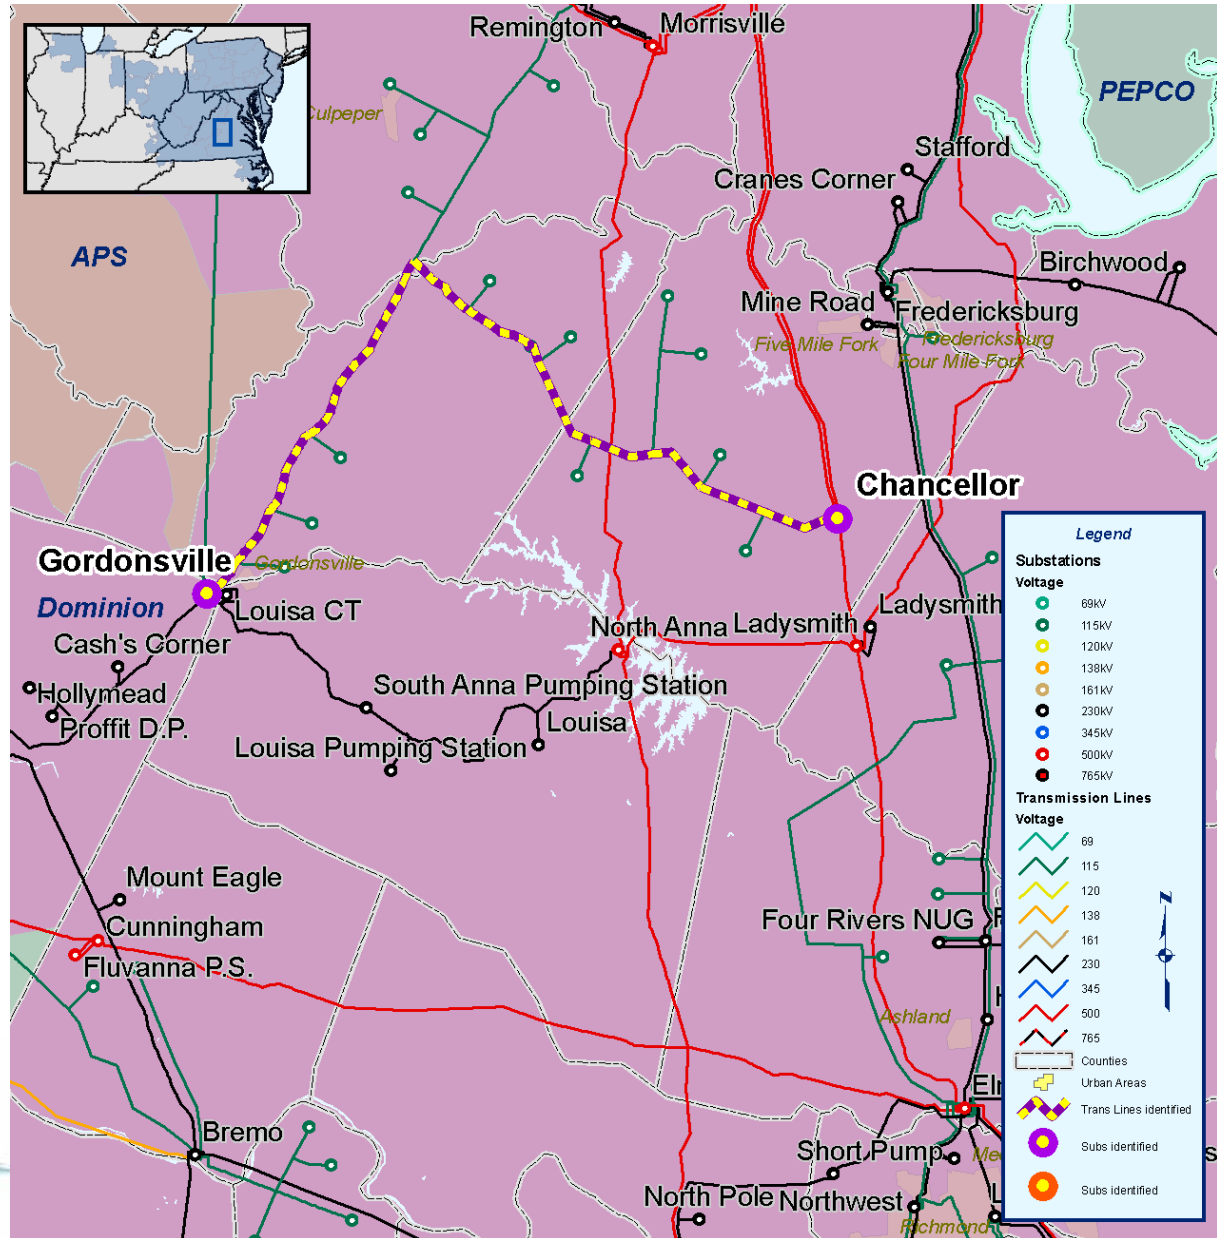 Remington
Morrisville
PEPCO
Culpeper
Stafford
Cranes Corner
APS
Birchwood
Mine Road
Fredericksburg
Five Mile Fork
Fredericksburg
Four Mile Fork
Chancellor
Gordonsville
Gordonsville
Dominion
Louisa CT
Ladysmith
North Anna
Ladysmith
Cash's Corner
South Anna Pumping Station
Hollymead
Proffit D.P.
Louisa
Louisa Pumping Station
Mount Eagle
Cunningham
Four Rivers NUG
Fluvanna P.S.
Ashland
Bremo
Short Pump
North Pole
Northwest
Richmond
Legend
Substations
Voltage
69kV
115kV
120kV
138kV
161kV
230kV
345kV
500kV
765kV
Transmission Lines
Voltage
69
115
120
138
161
230
345
500
765
Counties
Urban Areas
Trans Lines identified
Subs identified
Subs identified
N